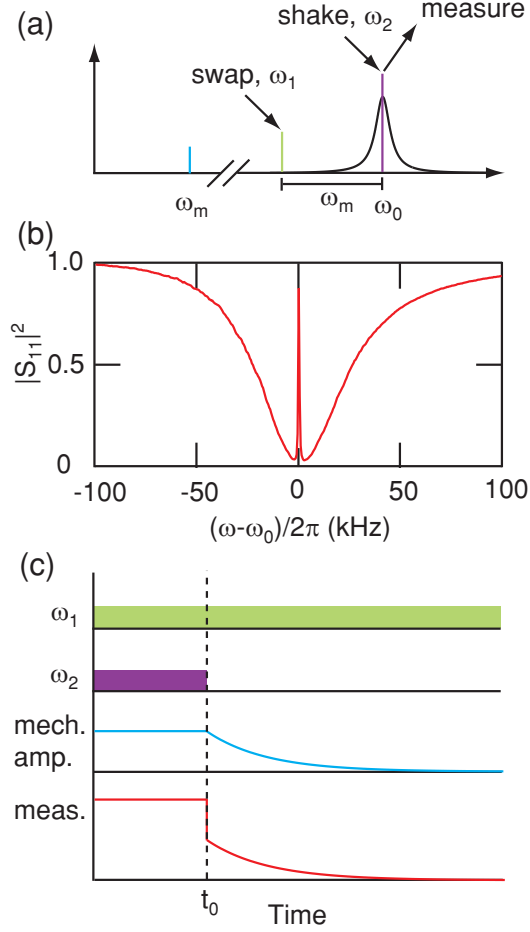 (a)
measure
shake, ω₂
swap, ω₁
ωₘ
ωₘ
ω₀
(b)
1.0
0.5
0
|S₁₁|²
-100
-50
0
50
100
(ω-ω₀)/2π (kHz)
(c)
ω₁
ω₂
mech.
amp.
meas.
t₀
Time